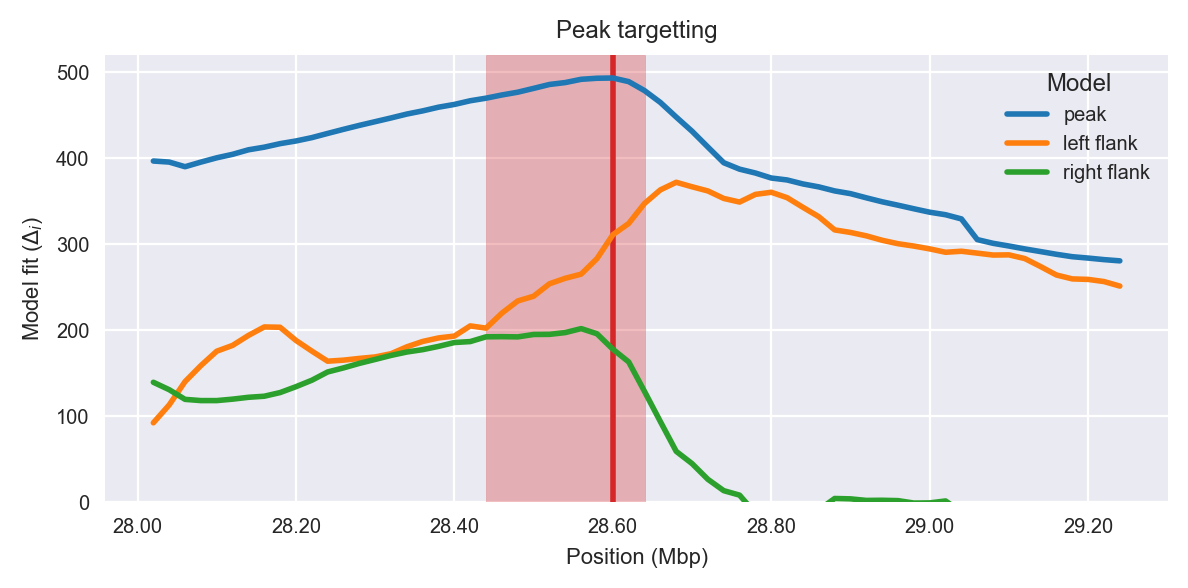 Peak targetting
Model fit (Δi)
500
400
300
200
100
0
Model
peak
left flank
right flank
28.00 28.20 28.40 28.60 28.80 29.00 29.20
Position (Mbp)